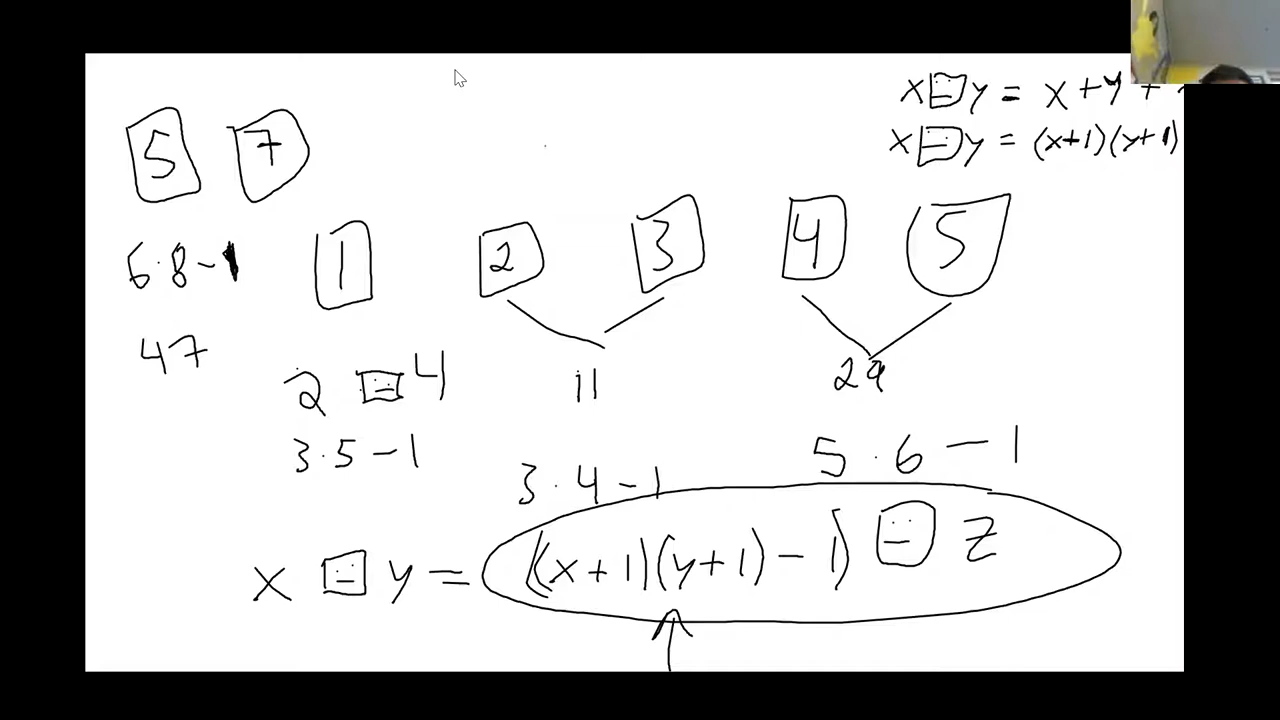 x⊟y = x+y+
x⊟y = (x+1)(y+1)
5 7
1 2 3 4 5
6·8-1
47
11 29
2 ⊟ 4
3·5-1
3·4-1
5·6-1
x ⊟ y = ((x+1)(y+1)-1) ⊟ z